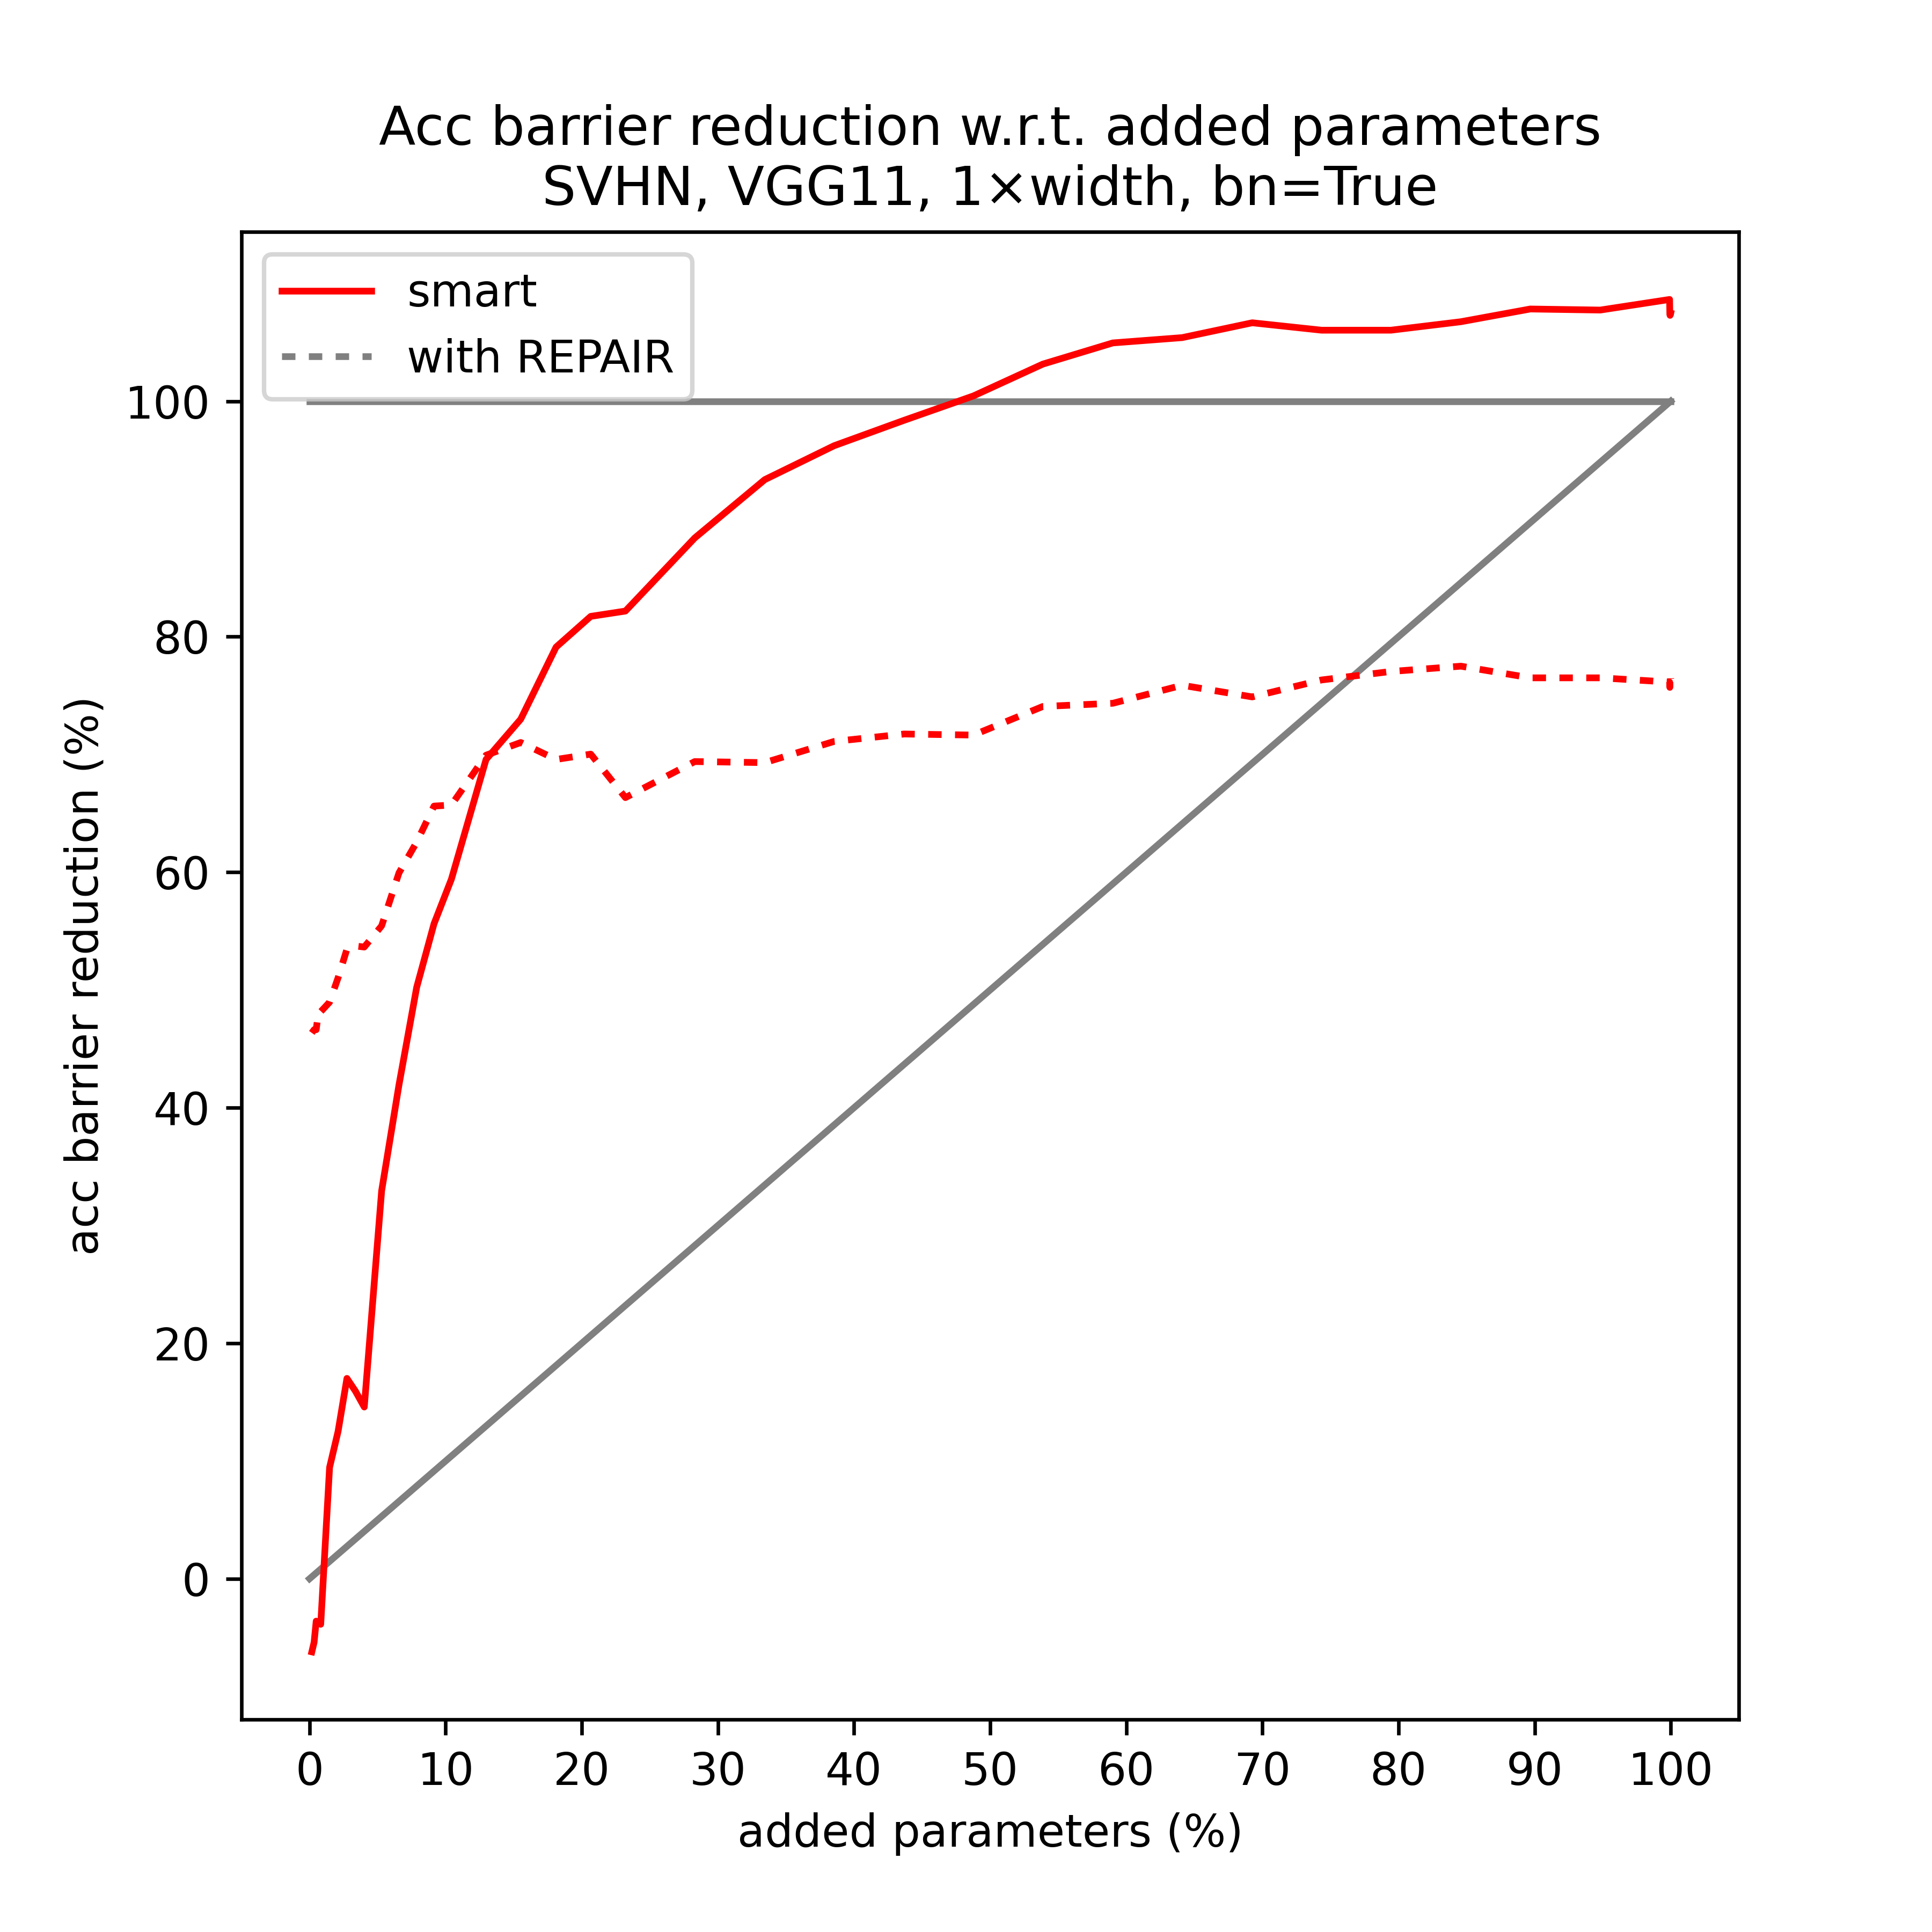 Acc barrier reduction w.r.t. added parameters
SVHN, VGG11, 1×width, bn=True
smart
with REPAIR
acc barrier reduction (%)
100
80
60
40
20
0
0 10 20 30 40 50 60 70 80 90 100
added parameters (%)